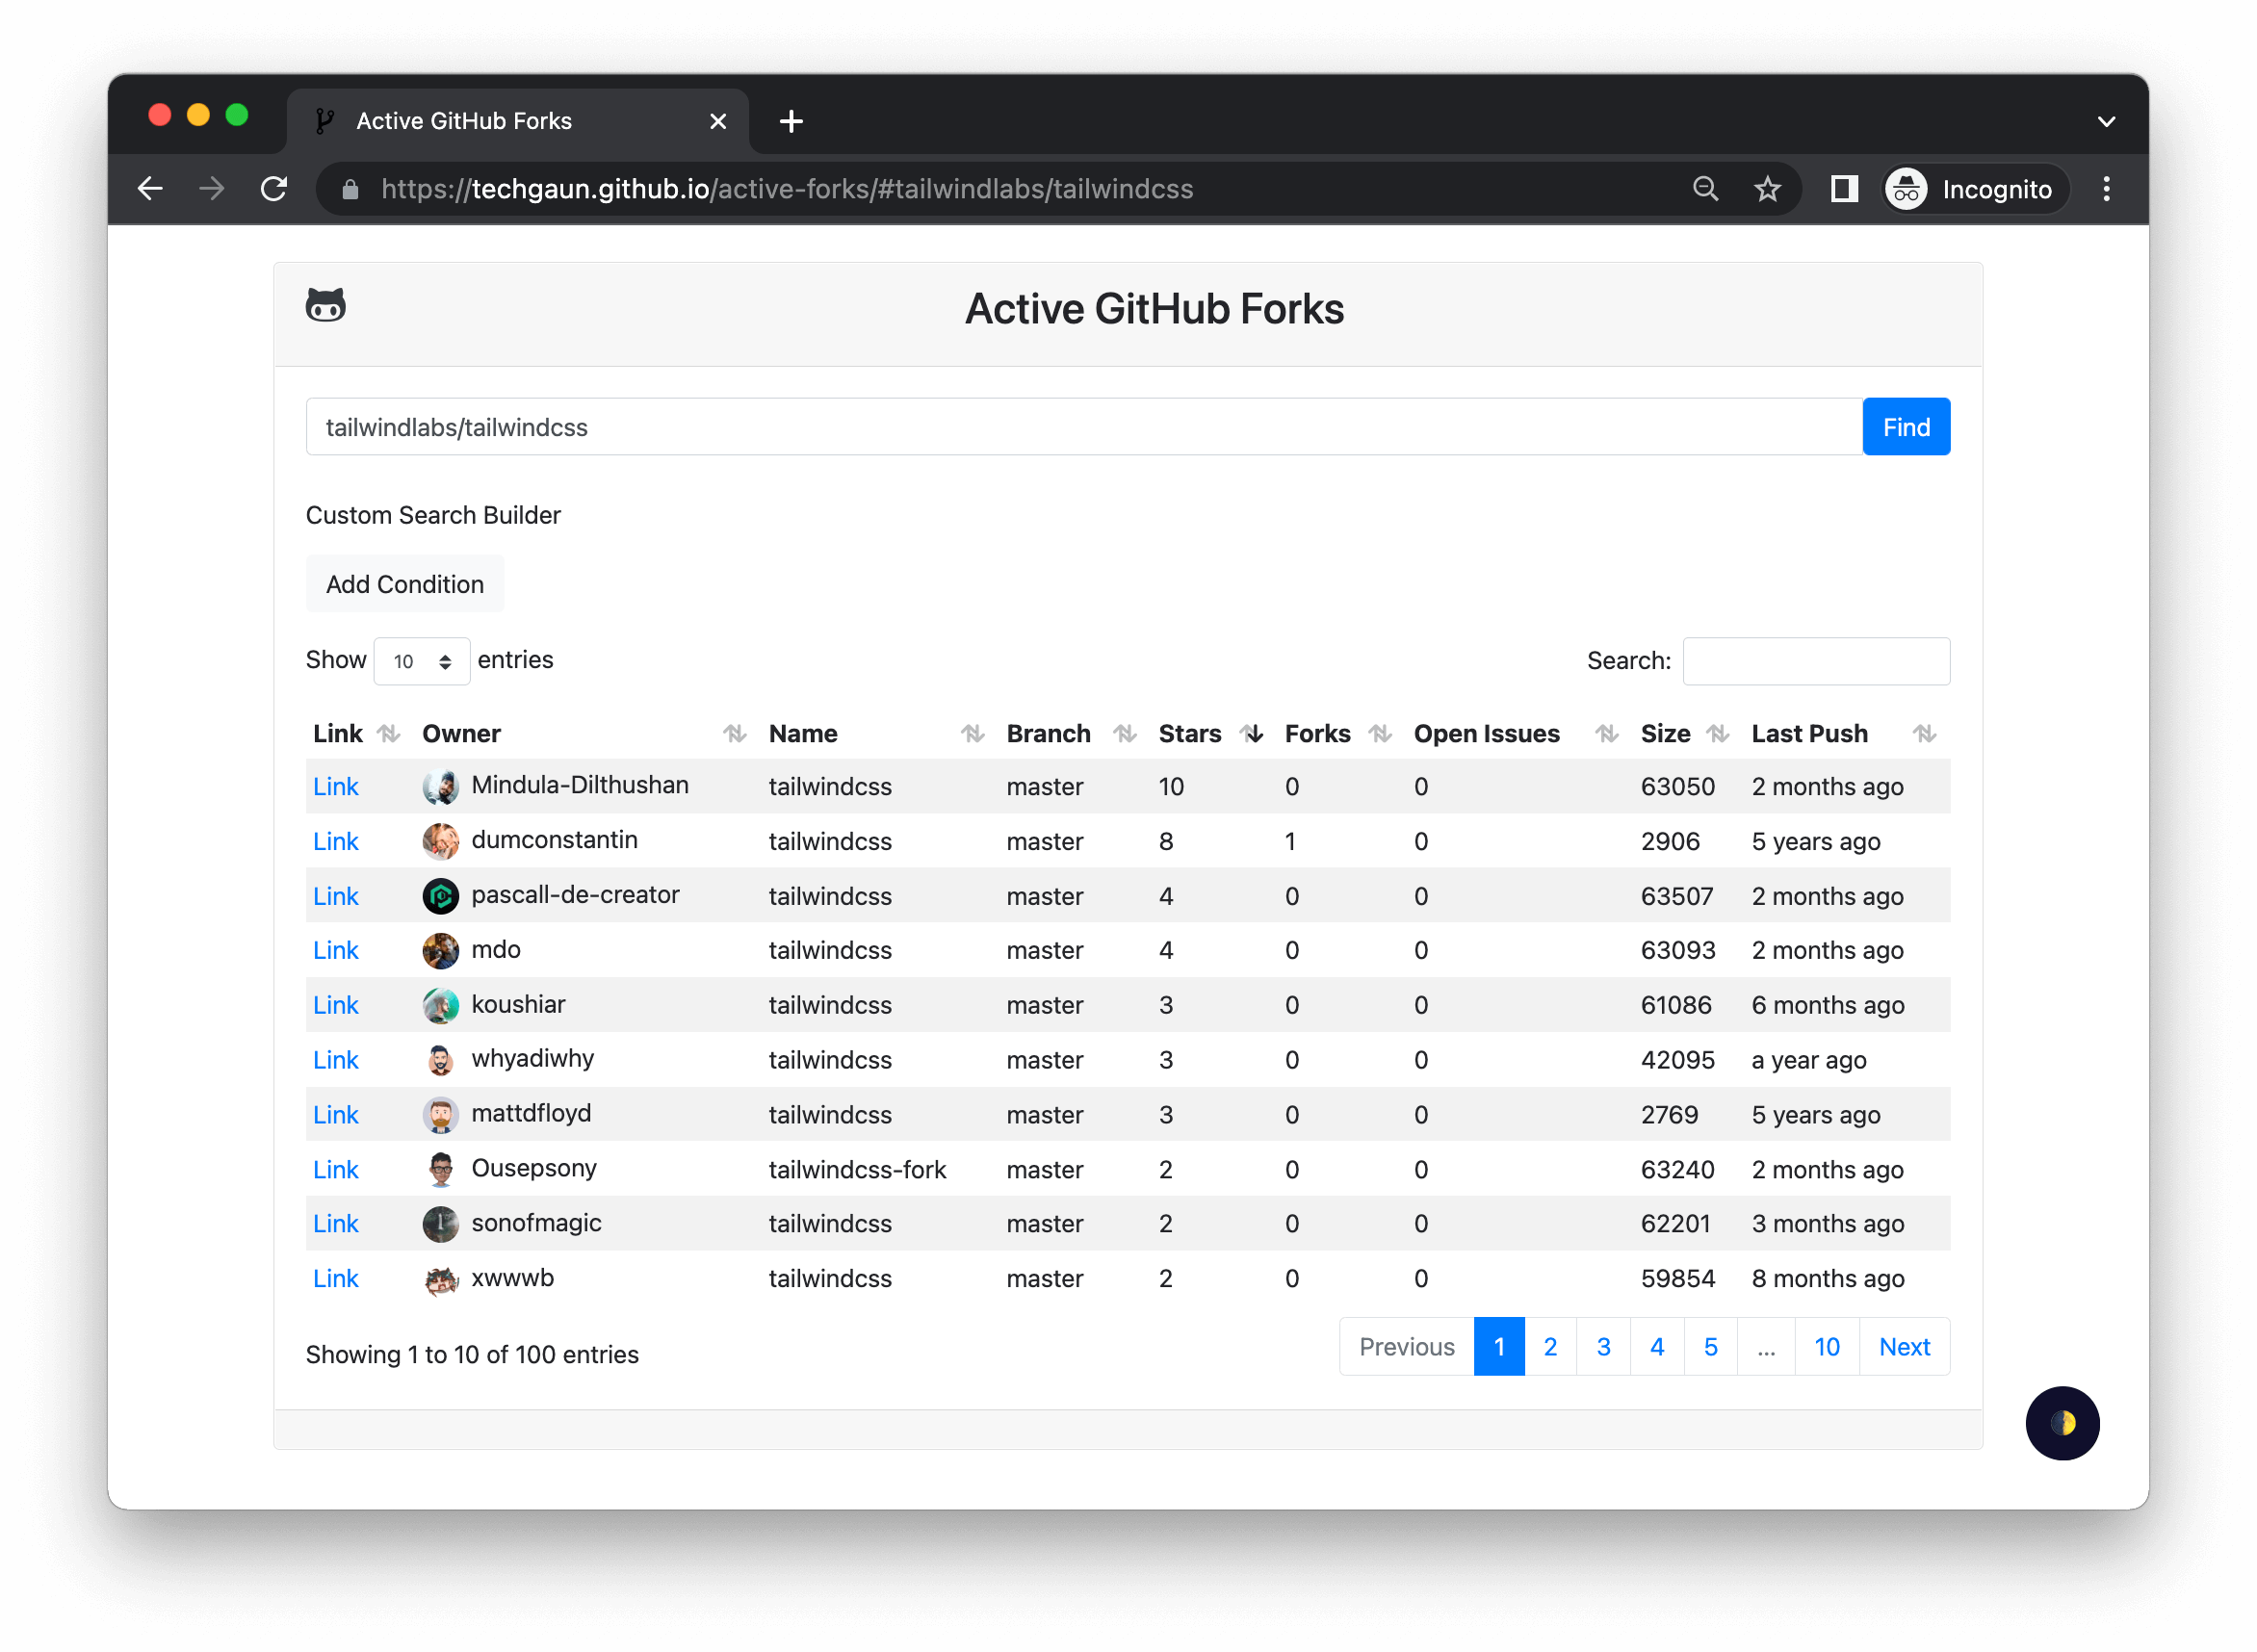 Active GitHub Forks
https://techgaun.github.io/active-forks/#tailwindlabs/tailwindcss Incognito
Active GitHub Forks
tailwindlabs/tailwindcss Find
Custom Search Builder
Add Condition
Show 10 entries Search:
Link Owner Name Branch Stars Forks Open Issues Size Last Push
Link Mindula-Dilthushan tailwindcss master 10 0 0 63050 2 months ago
Link dumconstantin tailwindcss master 8 1 0 2906 5 years ago
Link pascall-de-creator tailwindcss master 4 0 0 63507 2 months ago
Link mdo tailwindcss master 4 0 0 63093 2 months ago
Link koushiar tailwindcss master 3 0 0 61086 6 months ago
Link whyadiwhy tailwindcss master 3 0 0 42095 a year ago
Link mattdfloyd tailwindcss master 3 0 0 2769 5 years ago
Link Ousepsony tailwindcss-fork master 2 0 0 63240 2 months ago
Link sonofmagic tailwindcss master 2 0 0 62201 3 months ago
Link xwwwb tailwindcss master 2 0 0 59854 8 months ago
Showing 1 to 10 of 100 entries Previous 1 2 3 4 5 ... 10 Next